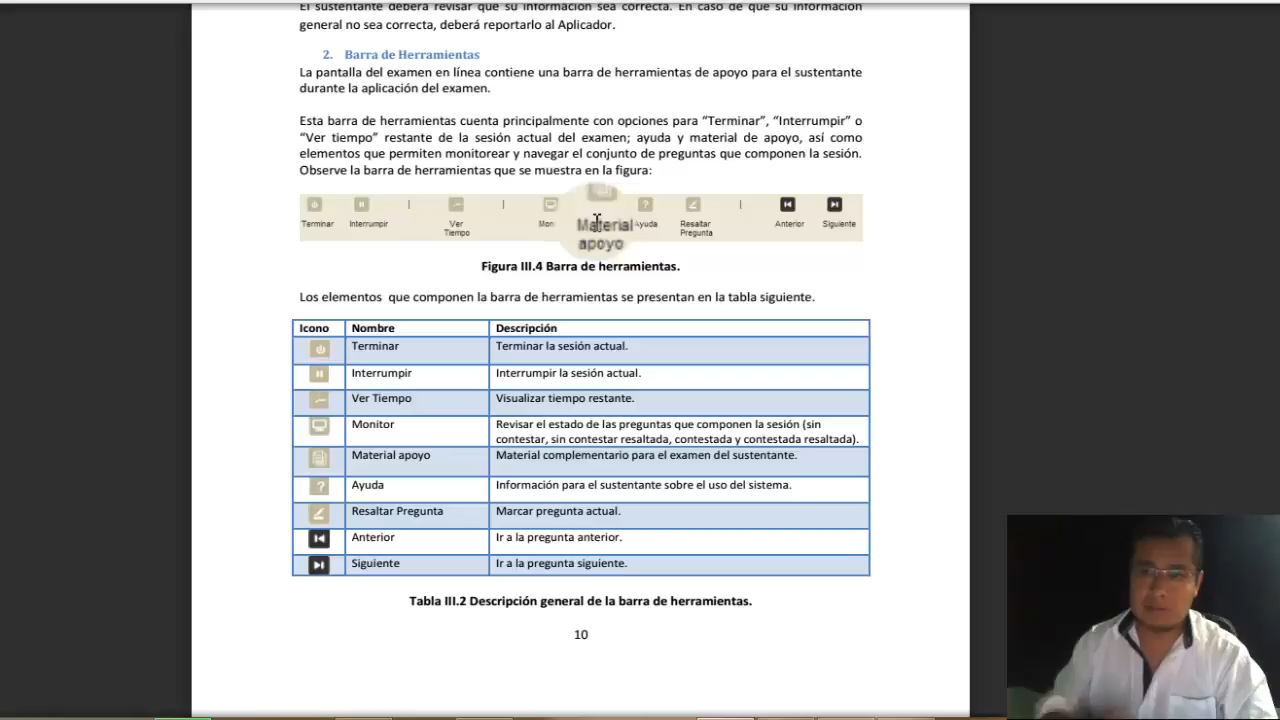 El sustentante deberá revisar que su información sea correcta. En caso de que su información
general no sea correcta, deberá reportarlo al Aplicador.
2. Barra de Herramientas
La pantalla del examen en línea contiene una barra de herramientas de apoyo para el sustentante
durante la aplicación del examen.
Esta barra de herramientas cuenta principalmente con opciones para “Terminar”, “Interrumpir” o
“Ver tiempo” restante de la sesión actual del examen; ayuda y material de apoyo, así como
elementos que permiten monitorear y navegar el conjunto de preguntas que componen la sesión.
Observe la barra de herramientas que se muestra en la figura:
Terminar Interrumpir Ver Tiempo Mon Material apoyo Ayuda Resaltar Pregunta Anterior Siguiente
Figura III.4 Barra de herramientas.
Los elementos que componen la barra de herramientas se presentan en la tabla siguiente.
Icono Nombre Descripción
Terminar Terminar la sesión actual.
Interrumpir Interrumpir la sesión actual.
Ver Tiempo Visualizar tiempo restante.
Monitor Revisar el estado de las preguntas que componen la sesión (sin
contestar, sin contestar resaltada, contestada y contestada resaltada).
Material apoyo Material complementario para el examen del sustentante.
? Ayuda Información para el sustentante sobre el uso del sistema.
Resaltar Pregunta Marcar pregunta actual.
Anterior Ir a la pregunta anterior.
Siguiente Ir a la pregunta siguiente.
Tabla III.2 Descripción general de la barra de herramientas.
10